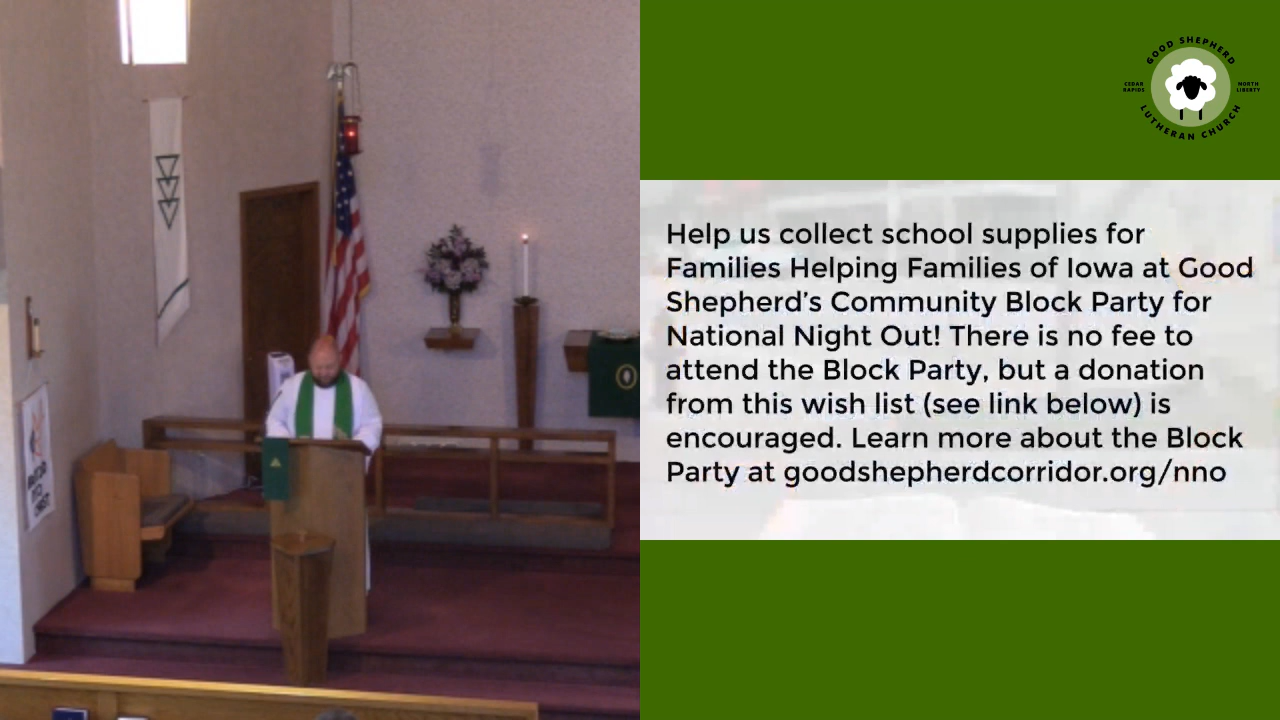 GOOD SHEPHERD
CEDAR RAPIDS
NORTH LIBERTY
LUTHERAN CHURCH
Help us collect school supplies for
Families Helping Families of Iowa at Good
Shepherd’s Community Block Party for
National Night Out! There is no fee to
attend the Block Party, but a donation
from this wish list (see link below) is
encouraged. Learn more about the Block
Party at goodshepherdcorridor.org/nno